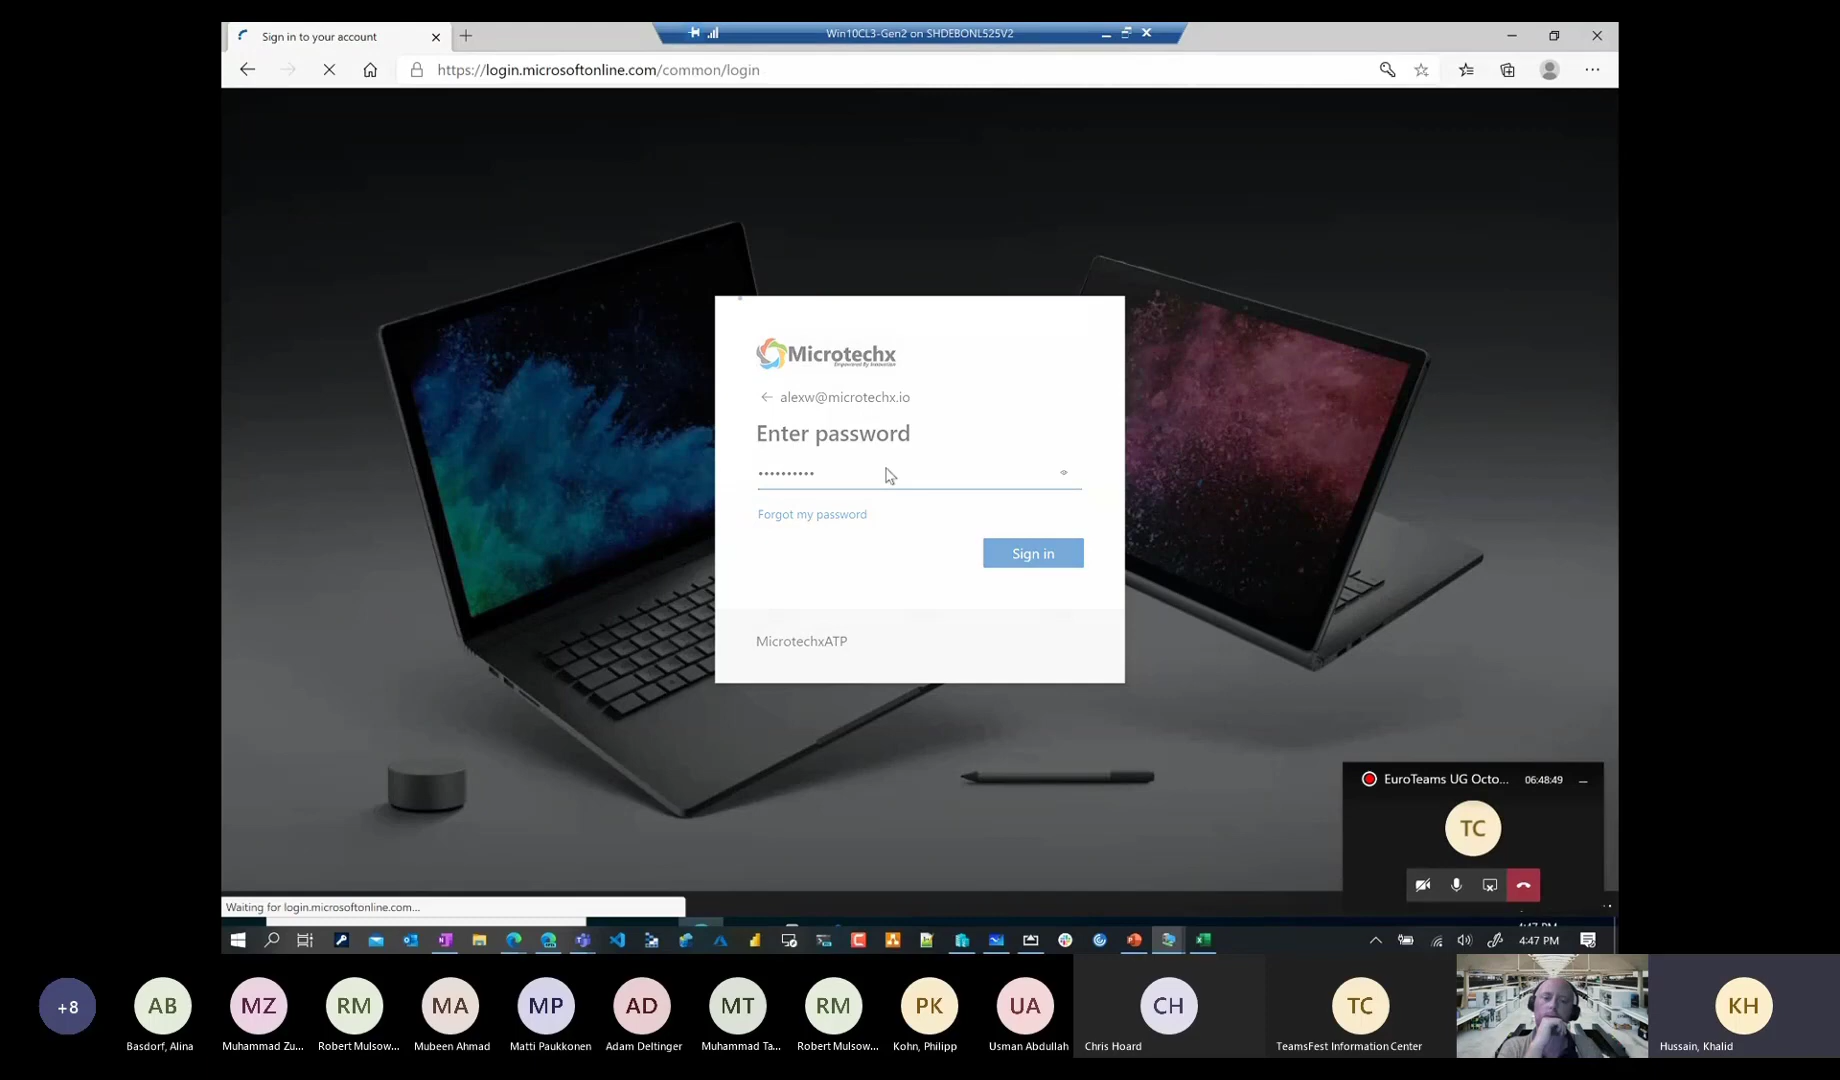 Sign in to your account
Win10CL3-Gen2 on SHDEBONL525V2
https://login.microsoftonline.com/common/login
Microtechx
Empowered By Innovation
alexw@microtechx.io
Enter password
Forgot my password
Sign in
MicrotechxATP
EuroTeams UG Octo...
06:48:49
TC
Waiting for login.microsoftonline.com...
4:47 PM
+8
AB
MZ
RM
MA
MP
AD
MT
RM
PK
UA
CH
TC
KH
Basdorf, Alina
Muhammad Zu...
Robert Mulsow...
Mubeen Ahmad
Matti Paukkonen
Adam Deltinger
Muhammad Ta...
Robert Mulsow...
Kohn, Philipp
Usman Abdullah
Chris Hoard
TeamsFest Information Center
Hussain, Khalid